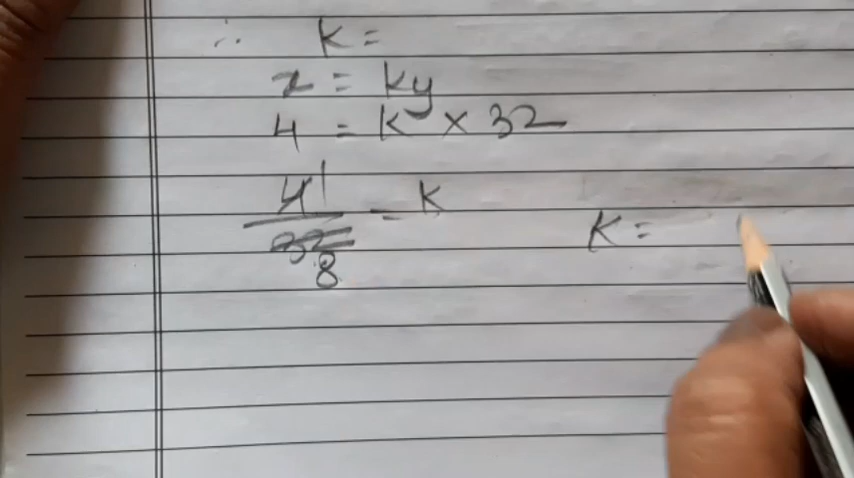 ∴ k =
x = ky
4 = k × 32
4 1 / 32 8 = k
k =